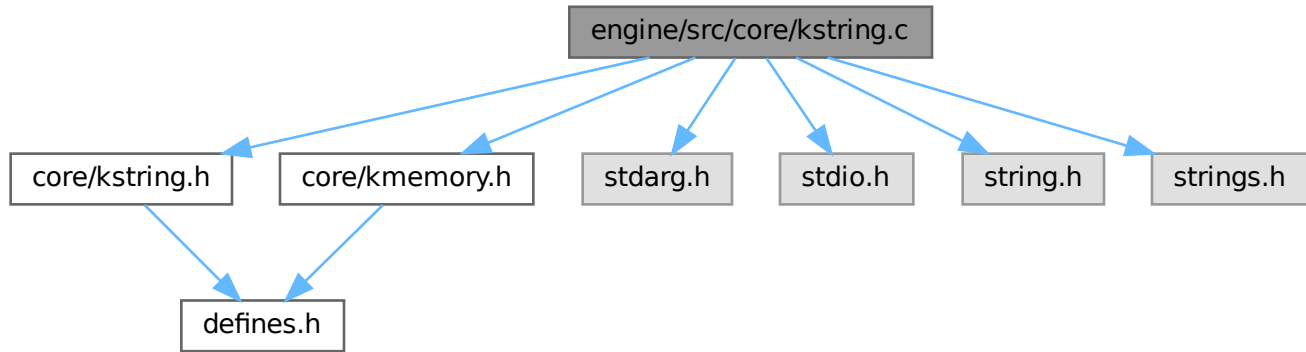 engine/src/core/kstring.c
core/kstring.h
core/kmemory.h
stdarg.h
stdio.h
string.h
strings.h
defines.h